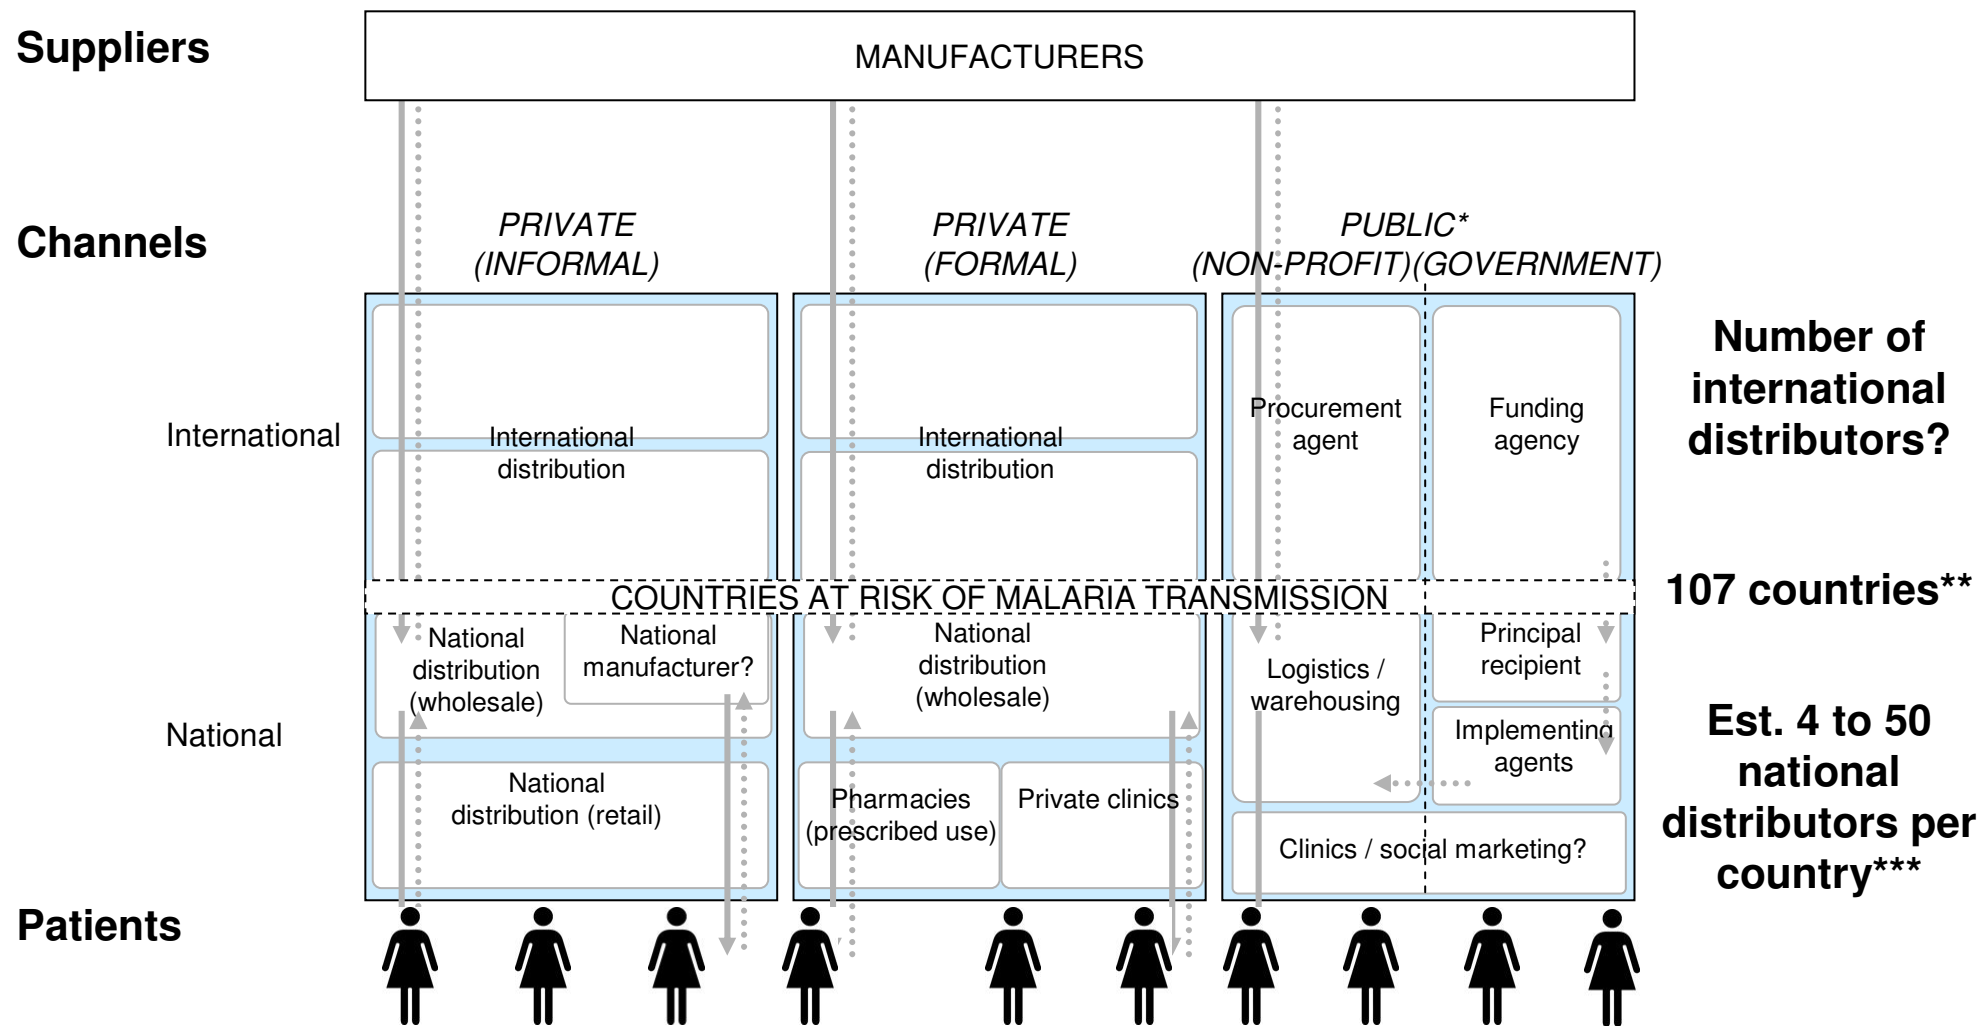 Suppliers
MANUFACTURERS
Channels
PRIVATE
(INFORMAL)
PRIVATE
(FORMAL)
PUBLIC*
(NON-PROFIT)(GOVERNMENT)
International
International
distribution
International
distribution
Procurement
agent
Funding
agency
Number of
international
distributors?
COUNTRIES AT RISK OF MALARIA TRANSMISSION
107 countries**
National
National
distribution
(wholesale)
National
manufacturer?
National
distribution
(wholesale)
Logistics /
warehousing
Principal
recipient
Implementing
agents
Est. 4 to 50
national
distributors per
country***
National
distribution (retail)
Pharmacies
(prescribed use)
Private clinics
Clinics / social marketing?
Patients